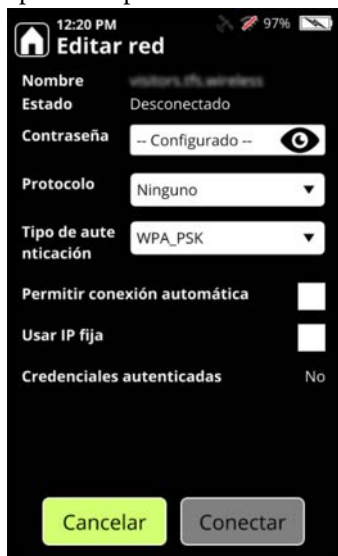 12:20 PM 97%
Editar red
Nombre
Estado Desconectado
Contraseña -- Configurado --
Protocolo Ninguno
Tipo de aute
nticación WPA_PSK
Permitir conexión automática
Usar IP fija
Credenciales autenticadas No
Cancelar Conectar